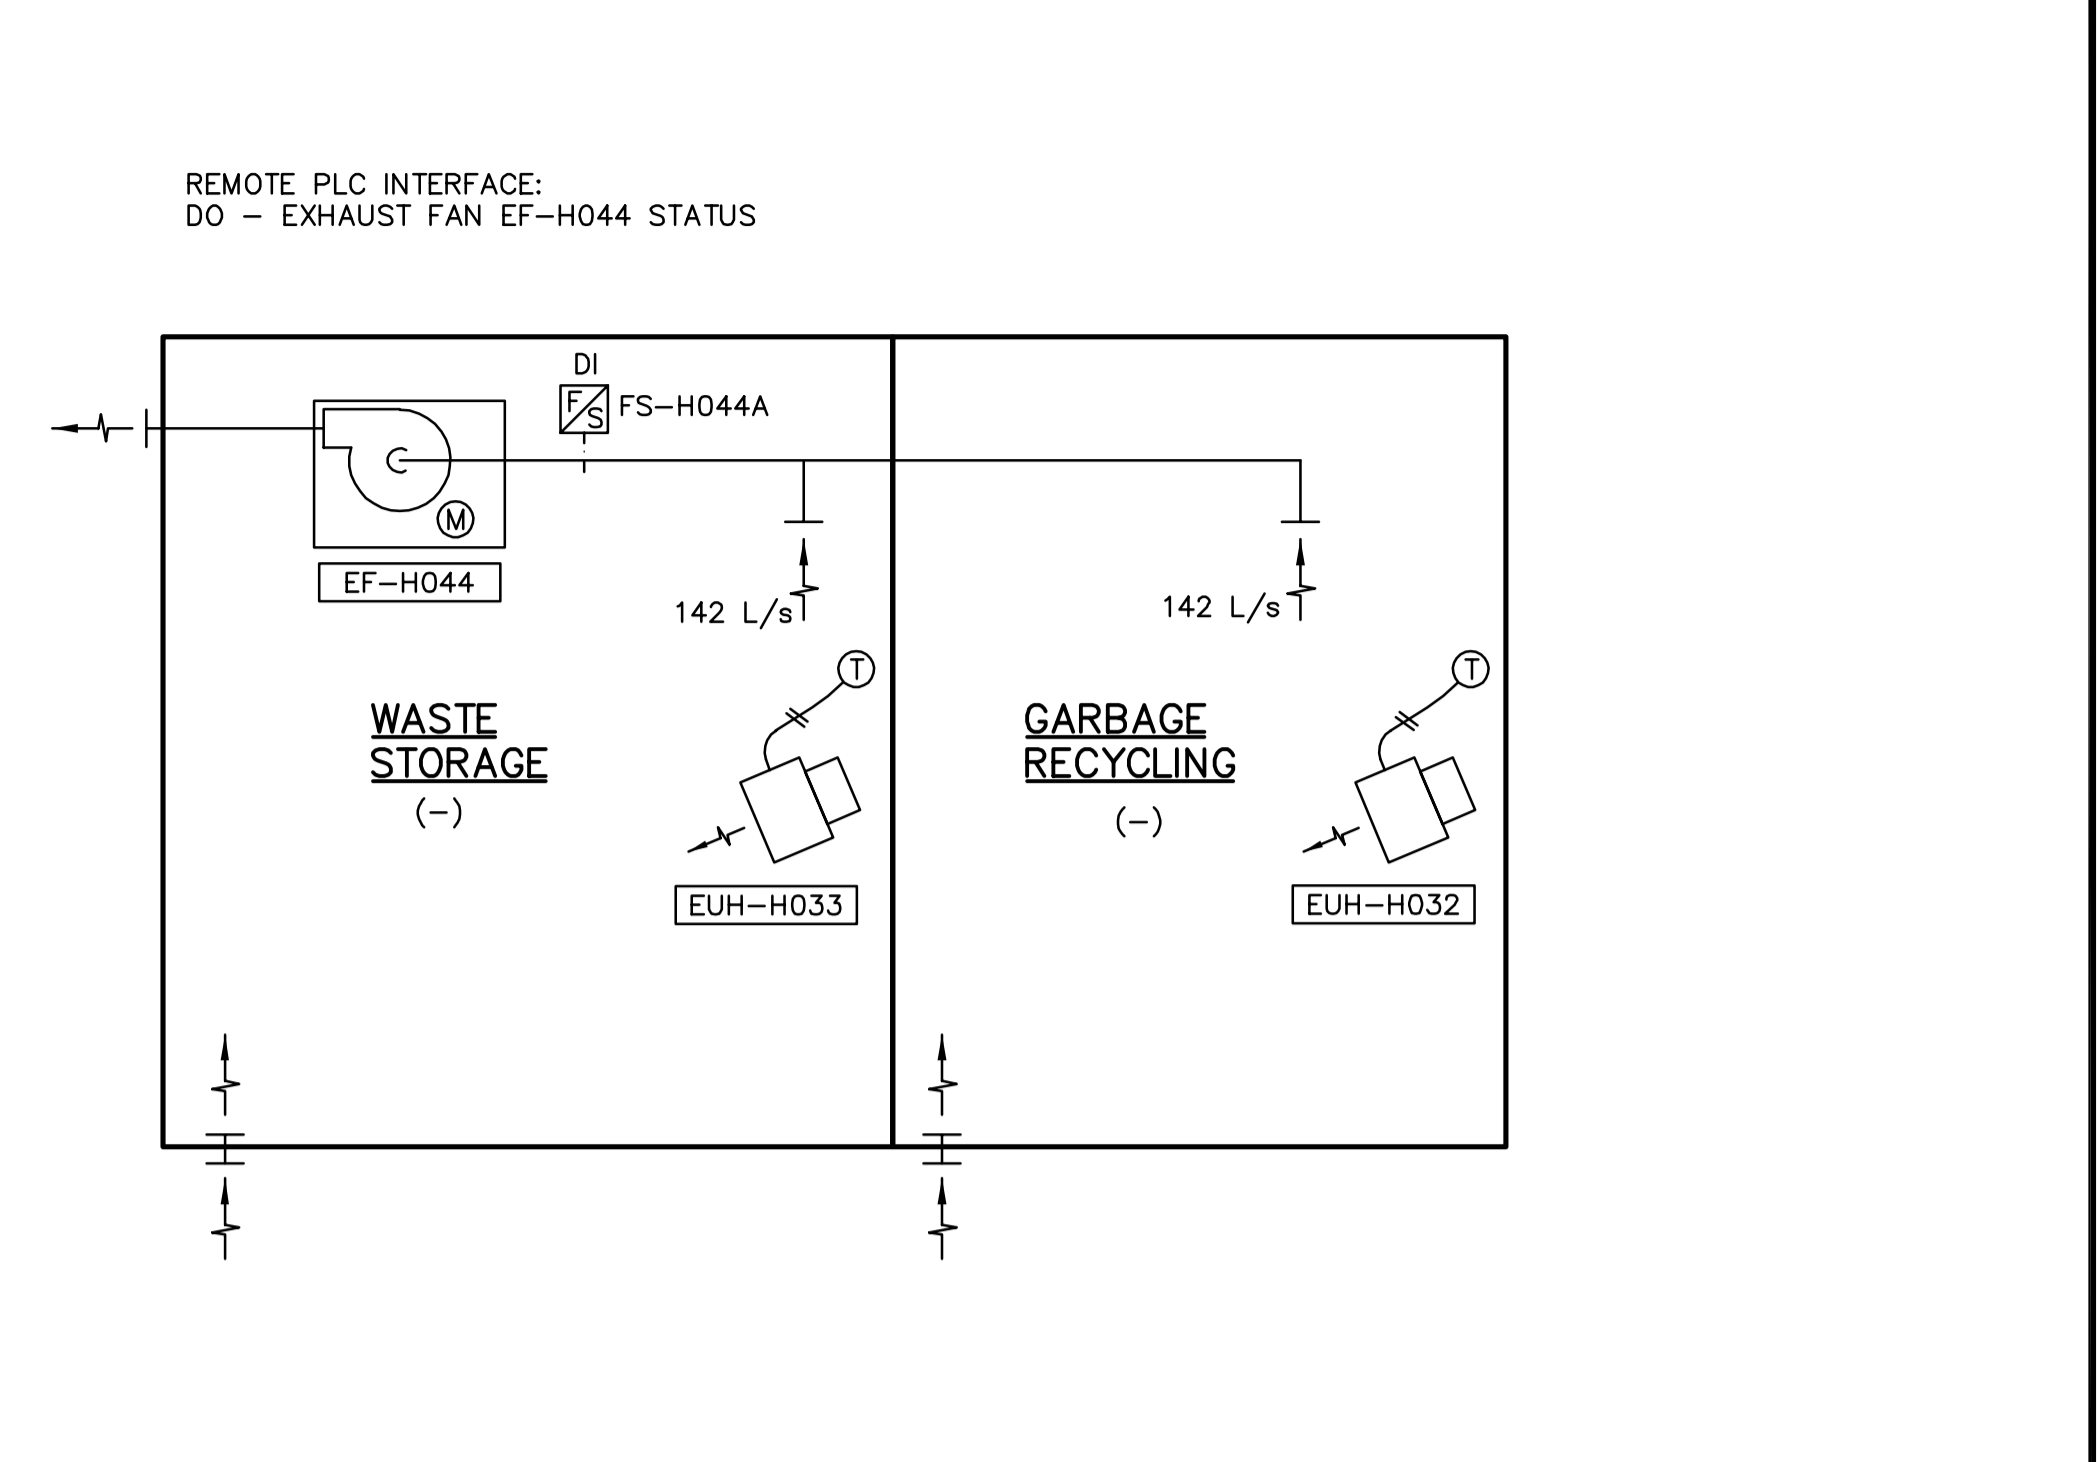 REMOTE PLC INTERFACE:
DO - EXHAUST FAN EF-H044 STATUS
DI
F/S
FS-H044A
M
EF-H044
142 L/s
142 L/s
T
T
WASTE
STORAGE
(-)
GARBAGE
RECYCLING
(-)
EUH-H033
EUH-H032